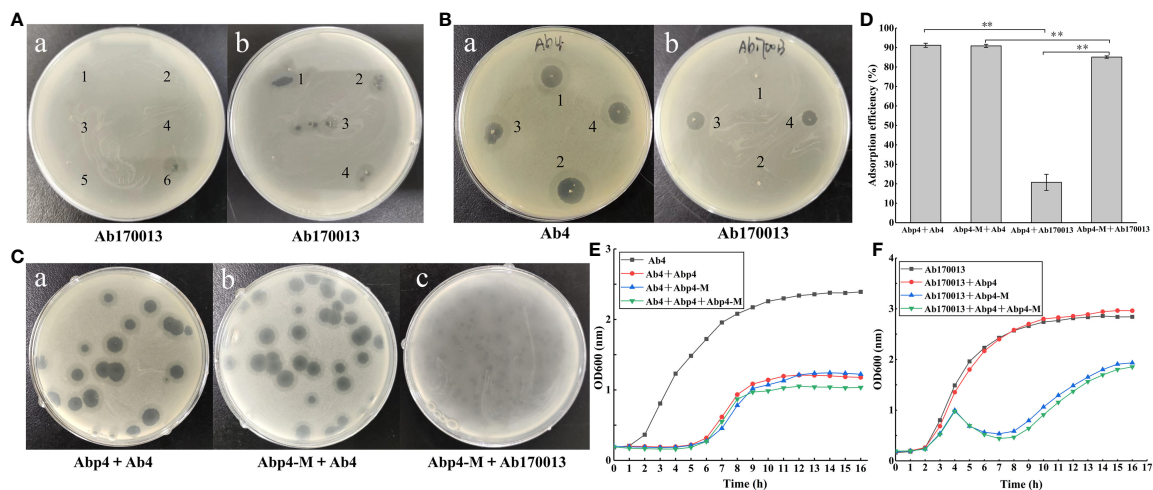 A
a
1
2
3
4
5
6
Ab170013
b
1
2
3
4
Ab170013
B
a
Ab4
1
3
4
2
Ab4
b
1
3
4
2
Ab170013
C
a
Abp4+Ab4
b
Abp4-M+Ab4
c
Abp4-M+Ab170013
D
**
**
**
Adsorption efficiency (%)
100
90
80
70
60
50
40
30
20
10
0
Abp4+Ab4
Abp4-M+Ab4
Abp4+Ab170013
Abp4-M+Ab170013
E
Ab4
Ab4+Abp4
Ab4+Abp4-M
Ab4+Abp4+Abp4-M
OD600 (nm)
3
2
1
0
0 1 2 3 4 5 6 7 8 9 10 11 12 13 14 15 16
Time (h)
F
Ab170013
Ab170013+Abp4
Ab170013+Abp4-M
Ab170013+Abp4+Abp4-M
OD600 (nm)
4
3
2
1
0
0 1 2 3 4 5 6 7 8 9 10 11 12 13 14 15 16 17
Time (h)